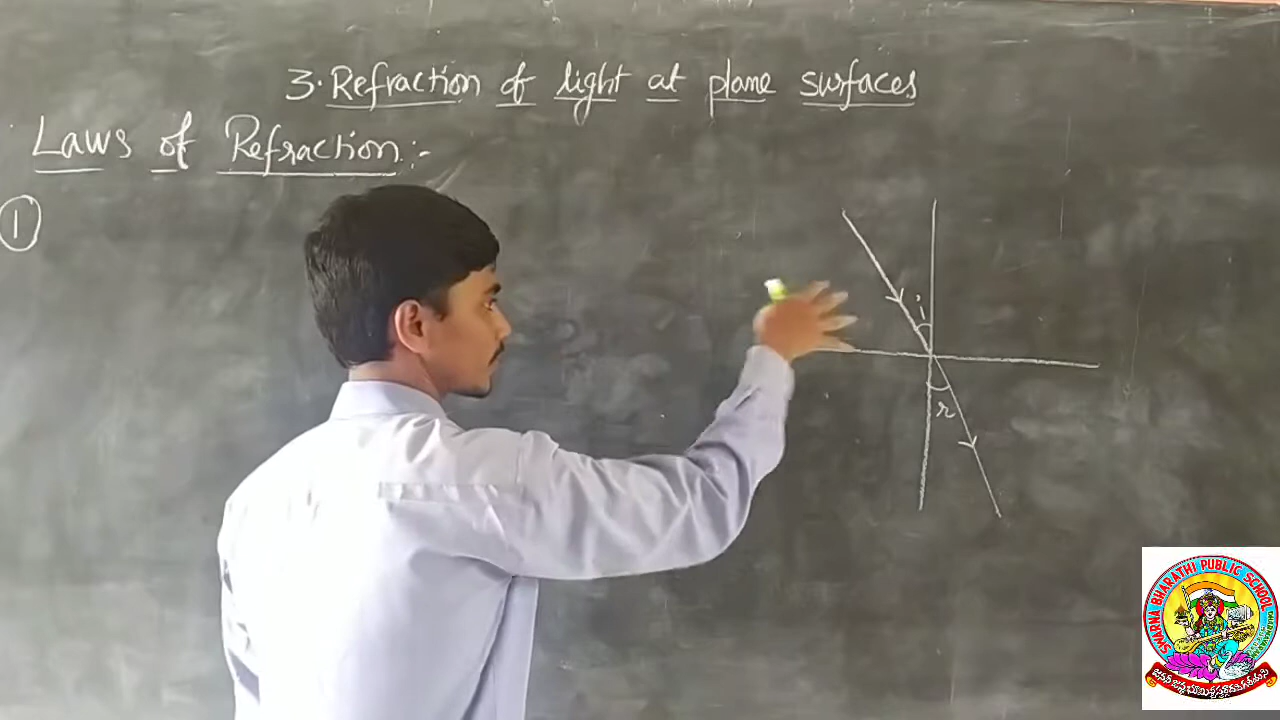 3. Refraction of light at plane surfaces
Laws of Refraction:-
1
i
r
SWARNA BHARATHI PUBLIC SCHOOL